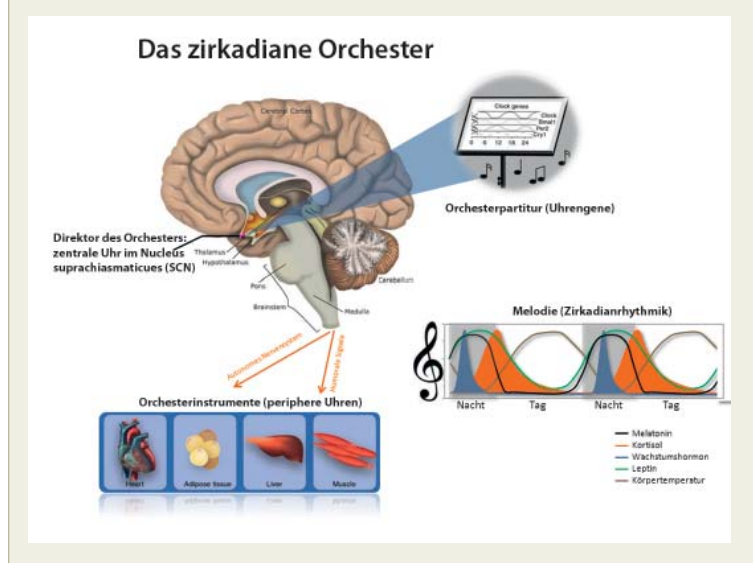 Das zirkadiane Orchester
Cerebral Cortex
Clock genes
Clock
Bmal1
Per2
Cry1
0 6 12 18 24
Orchesterpartitur (Uhrengene)
Direktor des Orchesters:
zentrale Uhr im Nucleus
suprachiasmaticues (SCN)
Thalamus
Hypothalamus
Pons
Brainstem
Cerebellum
Medulla
Autonomes Nervensystem
Humorale Signale
Melodie (Zirkadianrhythmik)
Nacht Tag Nacht Tag
Orchesterinstrumente (periphere Uhren)
Heart Adipose tissue Liver Muscle
Melatonin
Kortisol
Wachstumshormon
Leptin
Körpertemperatur